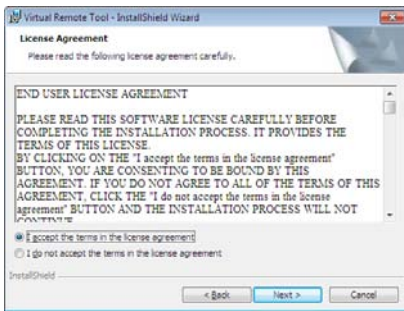 Virtual Remote Tool - InstallShield Wizard
License Agreement
Please read the following license agreement carefully.
END USER LICENSE AGREEMENT
PLEASE READ THIS SOFTWARE LICENSE CAREFULLY BEFORE
COMPLETING THE INSTALLATION PROCESS. IT PROVIDES THE
TERMS OF THIS LICENSE.
BY CLICKING ON THE "I accept the terms in the license agreement"
BUTTON, YOU ARE CONSENTING TO BE BOUND BY THIS
AGREEMENT. IF YOU DO NOT AGREE TO ALL OF THE TERMS OF THIS
AGREEMENT, CLICK THE "I do not accept the terms in the license
agreement" BUTTON AND THE INSTALLATION PROCESS WILL NOT
CONTINUE
I accept the terms in the license agreement
I do not accept the terms in the license agreement
InstallShield
< Back Next > Cancel